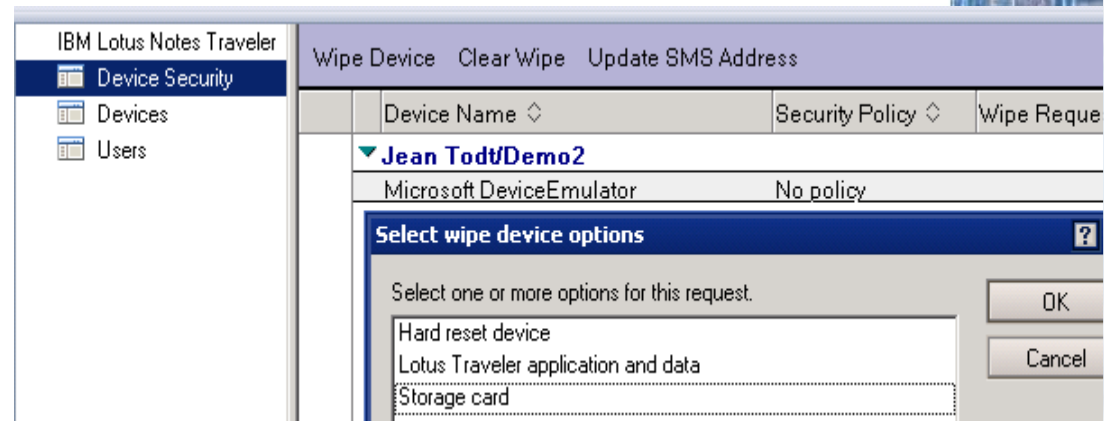 IBM Lotus Notes Traveler
Device Security
Devices
Users
Wipe Device Clear Wipe Update SMS Address
Device Name Security Policy Wipe Reque
Jean Todt/Demo2
Microsoft DeviceEmulator No policy
Select wipe device options ?
Select one or more options for this request.
Hard reset device
Lotus Traveler application and data
Storage card
OK
Cancel